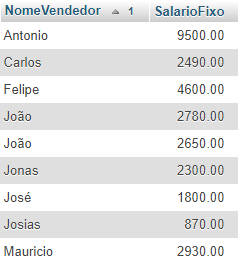 NomeVendedor 1 SalarioFixo
Antonio 9500.00
Carlos 2490.00
Felipe 4600.00
João 2780.00
João 2650.00
Jonas 2300.00
José 1800.00
Josias 870.00
Mauricio 2930.00